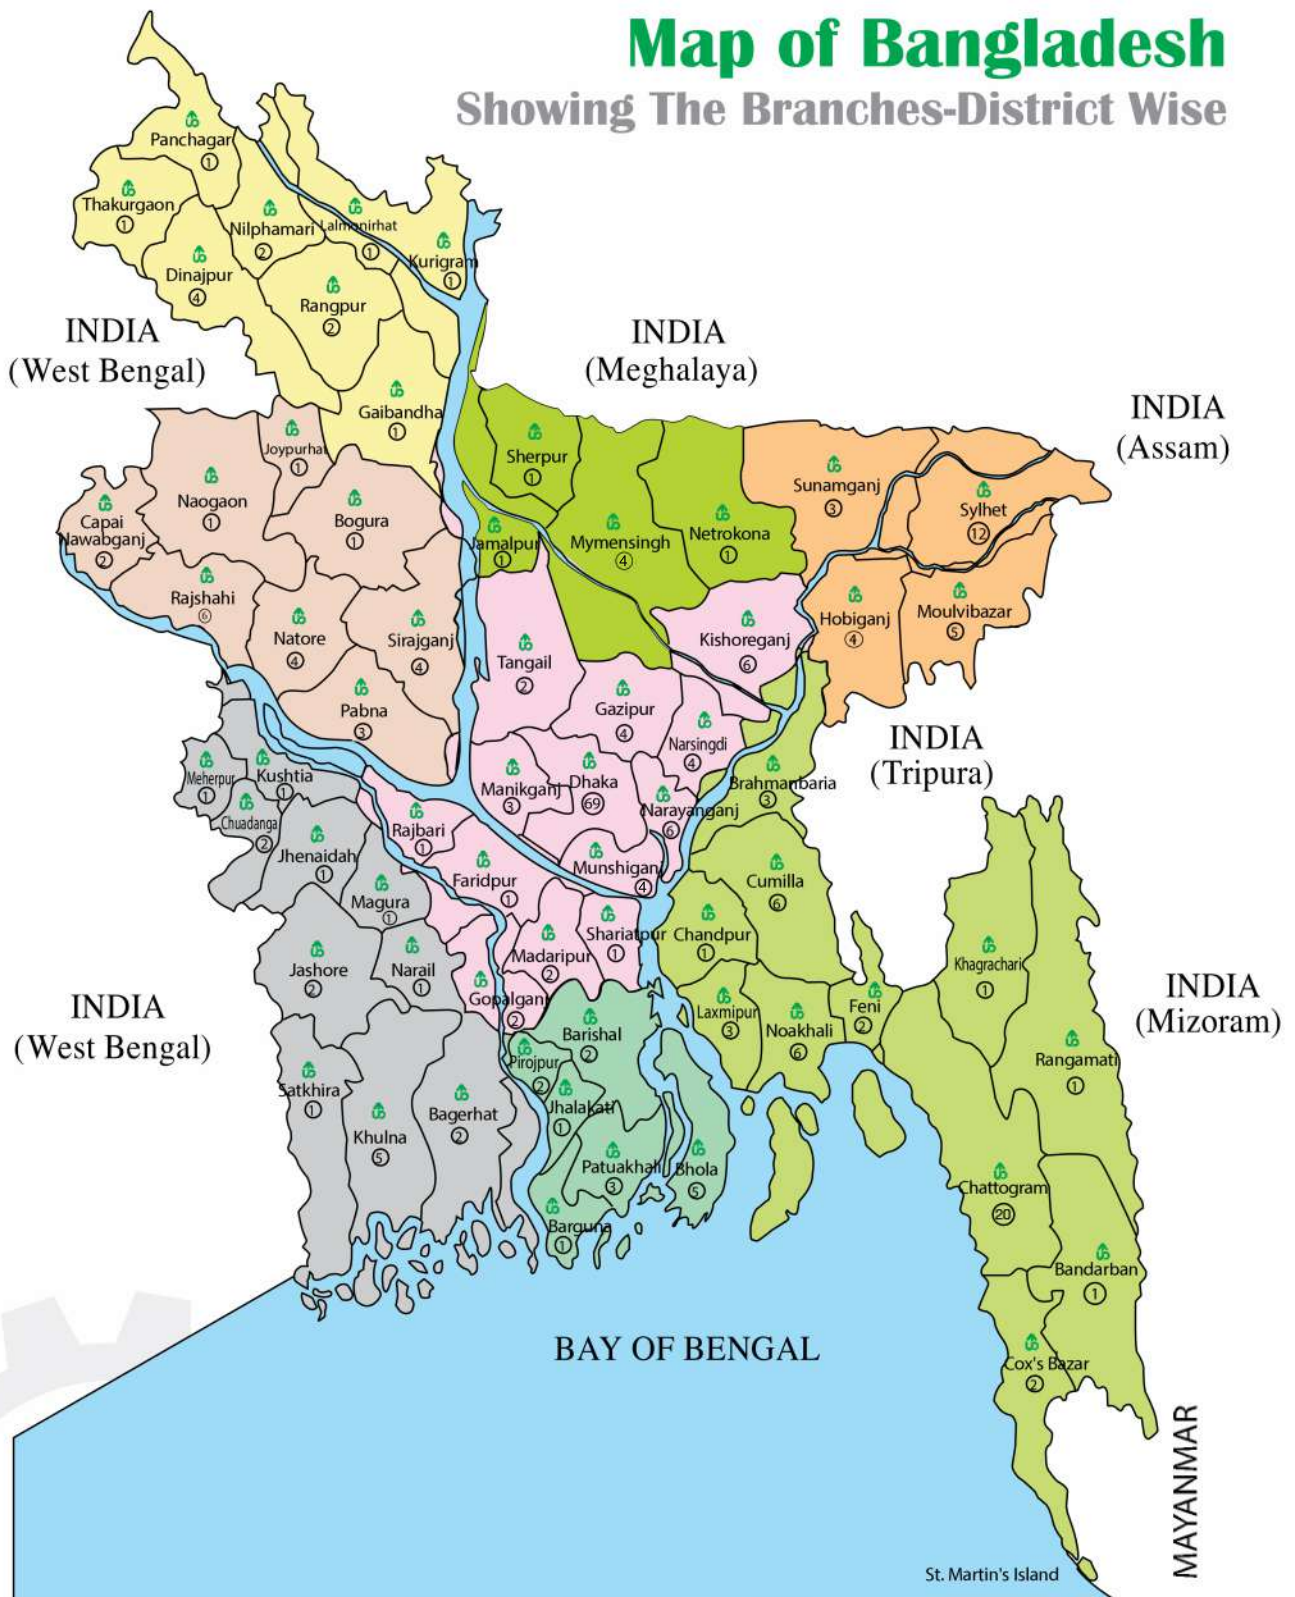 Map of Bangladesh
Showing The Branches-District Wise
Panchagar
1
Thakurgaon
1
Nilphamari
2
Lalmonirhat
1
Kurigram
1
Dinajpur
4
Rangpur
2
Gaibandha
1
INDIA
(West Bengal)
INDIA
(Meghalaya)
INDIA
(Assam)
Joypurhat
1
Naogaon
1
Capai
Nawabganj
2
Bogura
1
Rajshahi
6
Natore
4
Sirajganj
4
Pabna
3
Sherpur
1
Jamalpur
1
Mymensingh
4
Netrokona
1
Sunamganj
3
Sylhet
12
Hobiganj
4
Moulvibazar
5
Kishoreganj
6
Tangail
2
Gazipur
4
Narsingdi
4
Manikganj
3
Dhaka
69
Narayanganj
6
Munshiganj
4
Rajbari
1
Faridpur
1
Madaripur
2
Shariatpur
1
Gopalganj
2
INDIA
(Tripura)
Brahmanbaria
3
Cumilla
6
Chandpur
1
Laxmipur
3
Noakhali
6
Feni
2
Khagrachari
1
Rangamati
1
Chattogram
20
Bandarban
1
Cox's Bazar
2
INDIA
(Mizoram)
Meherpur
1
Kushtia
1
Chuadanga
2
Jhenaidah
1
Magura
1
Jashore
2
Narail
1
Satkhira
1
Khulna
5
Bagerhat
2
INDIA
(West Bengal)
Barishal
2
Pirojpur
2
Jhalakati
1
Patuakhali
3
Bhola
5
Barguna
1
BAY OF BENGAL
MAYANMAR
St. Martin's Island